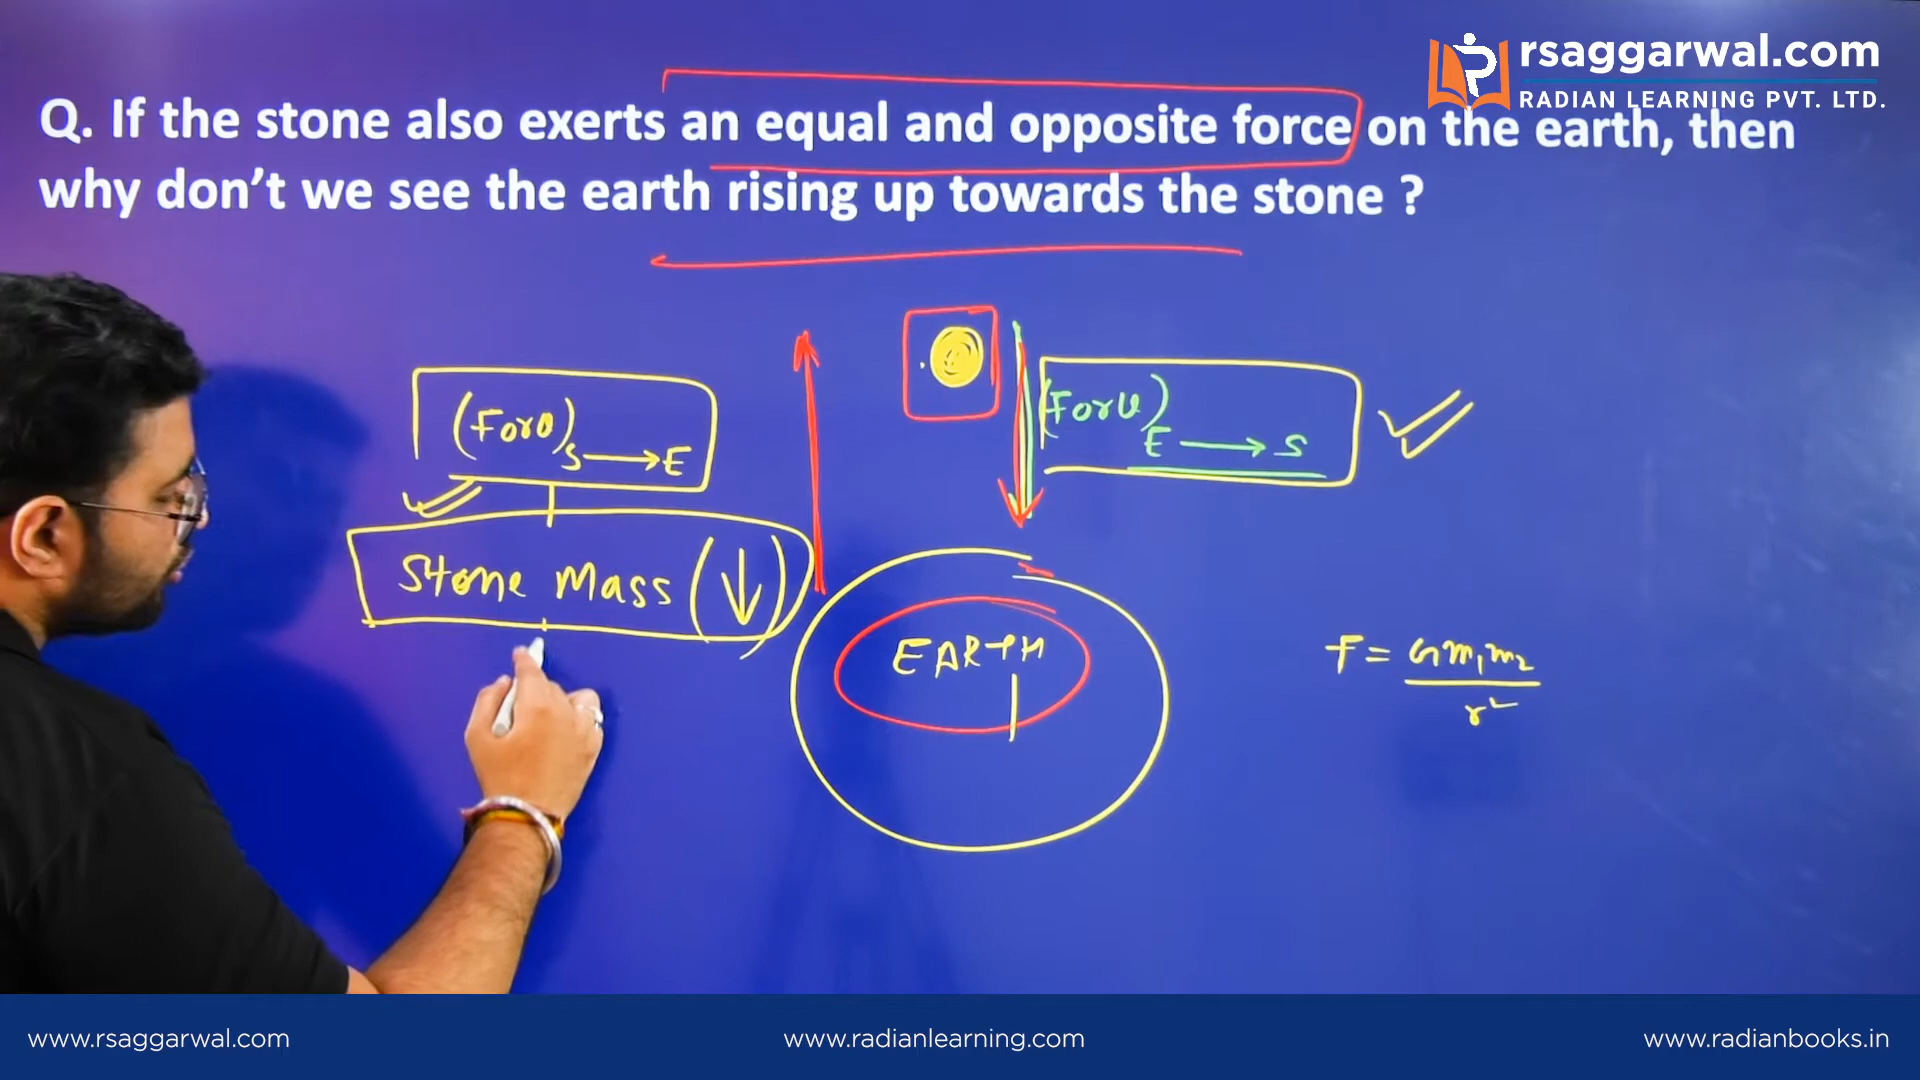 rsaggarwal.com
RADIAN LEARNING PVT. LTD.
Q. If the stone also exerts an equal and opposite force on the earth, then
why don't we see the earth rising up towards the stone ?
S → E
E → S
Stone Mass (↓)
EARTH
F = Gm₁m₂
r²
www.rsaggarwal.com
www.radianlearning.com
www.radianbooks.in